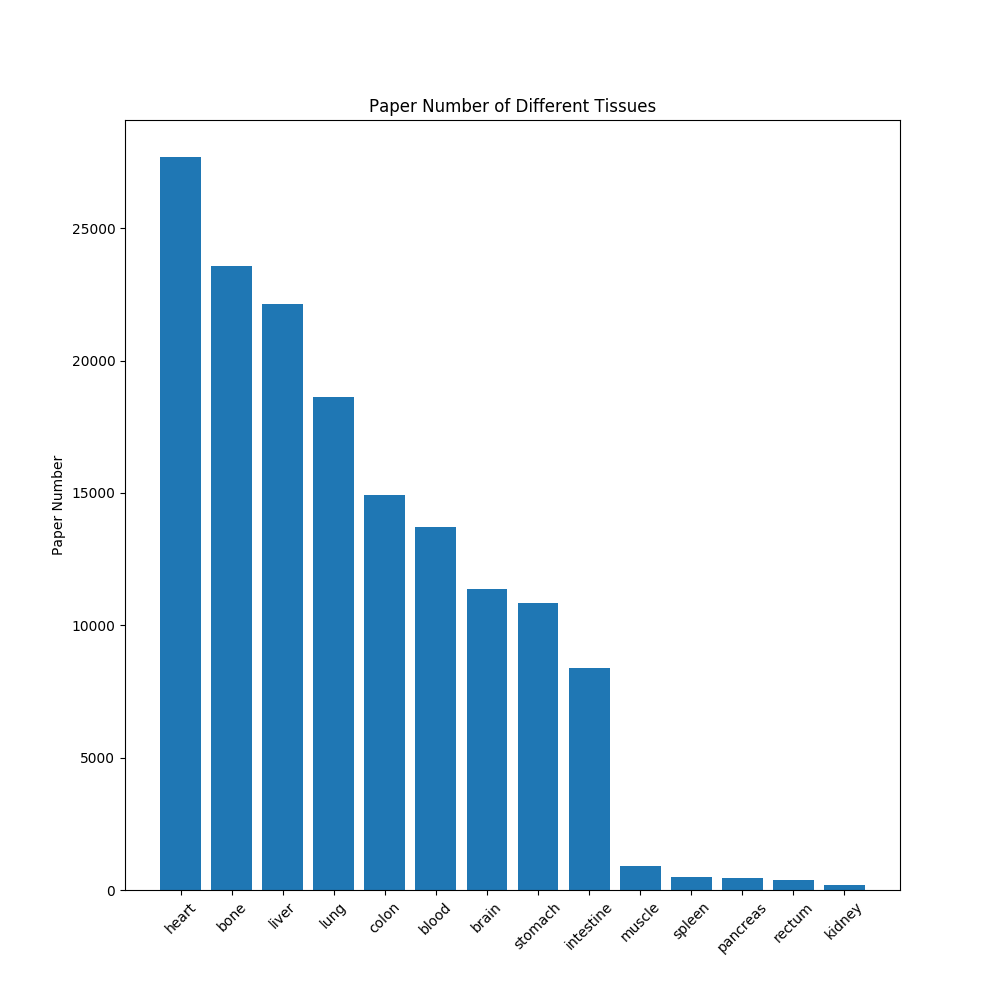 Paper Number of Different Tissues
Paper Number
25000
20000
15000
10000
5000
0
heart
bone
liver
lung
colon
blood
brain
stomach
intestine
muscle
spleen
pancreas
rectum
kidney